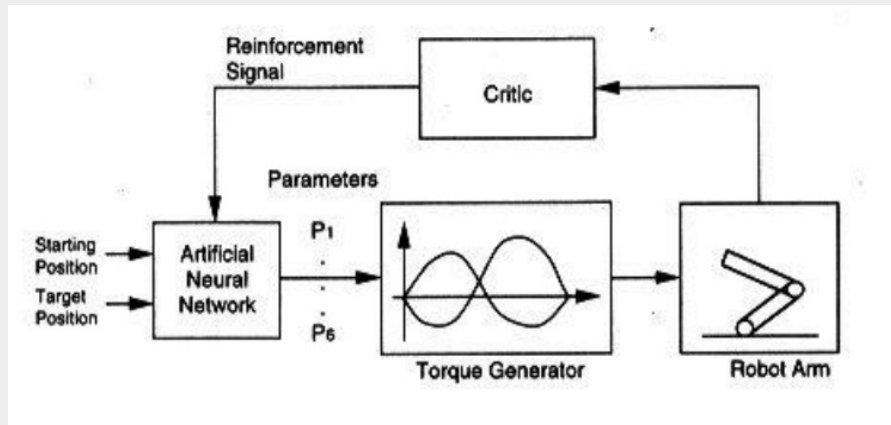 Reinforcement
Signal
Critic
Parameters
P1
P6
Starting
Position
Target
Position
Artificial
Neural
Network
Torque Generator
Robot Arm